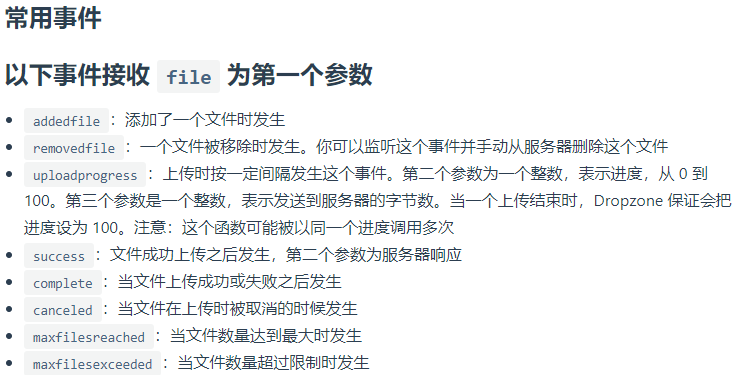 常用事件
以下事件接收 file 为第一个参数
addedfile：添加了一个文件时发生
removedfile：一个文件被移除时发生。你可以监听这个事件并手动从服务器删除这个文件
uploadprogress：上传时按一定间隔发生这个事件。第二个参数为一个整数，表示进度，从 0 到
100。第三个参数是一个整数，表示发送到服务器的字节数。当一个上传结束时，Dropzone 保证会把
进度设为 100。注意：这个函数可能被以同一个进度调用多次
success：文件成功上传之后发生，第二个参数为服务器响应
complete：当文件上传成功或失败之后发生
canceled：当文件在上传时被取消的时候发生
maxfilesreached：当文件数量达到最大时发生
maxfilesexceeded：当文件数量超过限制时发生